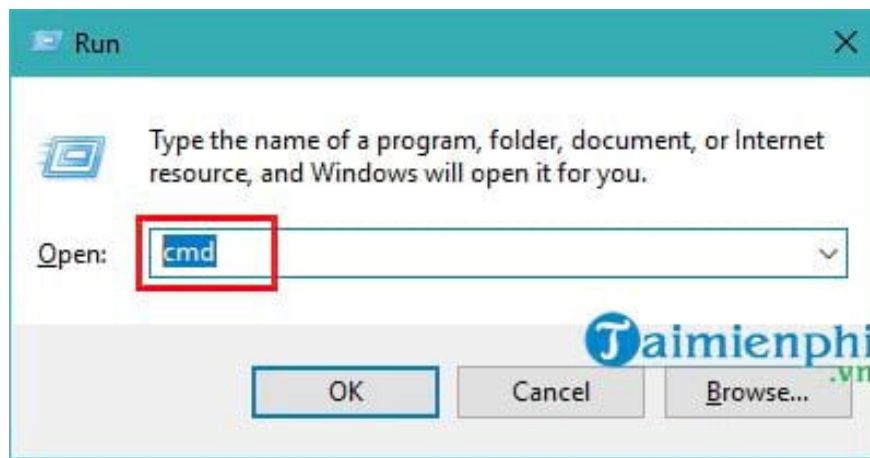 Run
Type the name of a program, folder, document, or Internet
resource, and Windows will open it for you.
Open: cmd
Taimienphi
.vn
OK Cancel Browse...